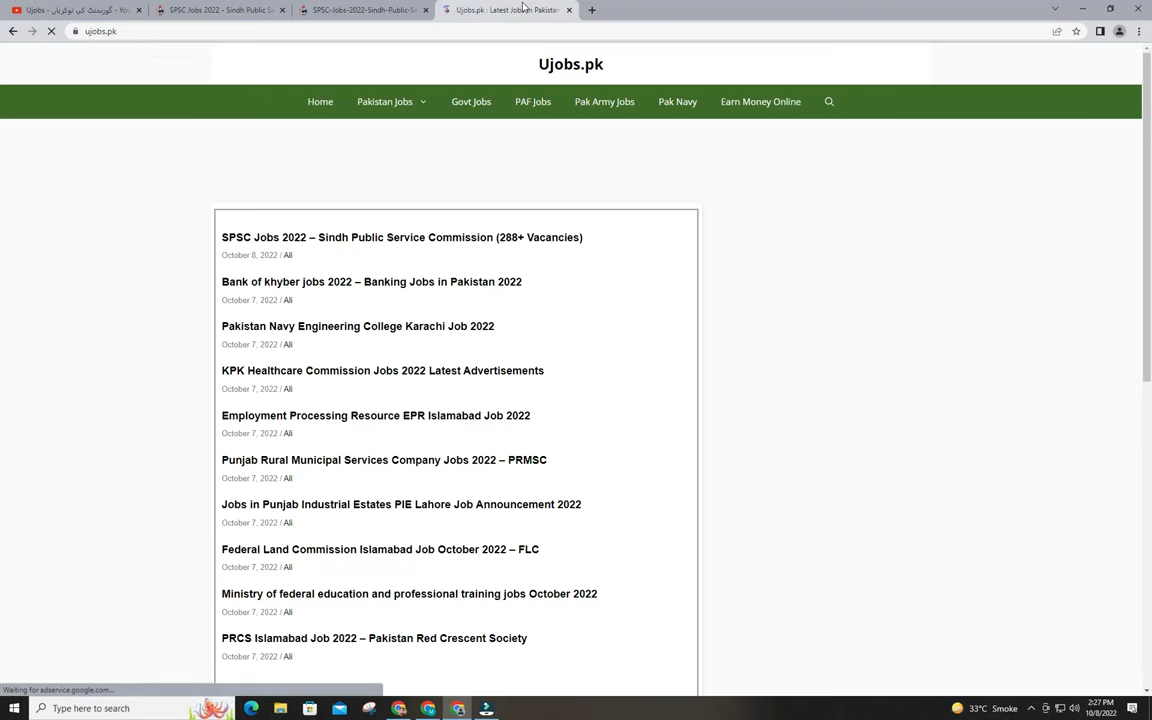 Ujobs - گورنمنٹ کی نوکریاں - You
SPSC Jobs 2022 - Sindh Public Se
SPSC-Jobs-2022-Sindh-Public-Se
Ujobs.pk : Latest Jobs in Pakistan
ujobs.pk
Ujobs.pk
Home Pakistan Jobs Govt Jobs PAF Jobs Pak Army Jobs Pak Navy Earn Money Online
SPSC Jobs 2022 – Sindh Public Service Commission (288+ Vacancies)
October 8, 2022 / Ali
Bank of khyber jobs 2022 – Banking Jobs in Pakistan 2022
October 7, 2022 / Ali
Pakistan Navy Engineering College Karachi Job 2022
October 7, 2022 / Ali
KPK Healthcare Commission Jobs 2022 Latest Advertisements
October 7, 2022 / Ali
Employment Processing Resource EPR Islamabad Job 2022
October 7, 2022 / Ali
Punjab Rural Municipal Services Company Jobs 2022 – PRMSC
October 7, 2022 / Ali
Jobs in Punjab Industrial Estates PIE Lahore Job Announcement 2022
October 7, 2022 / Ali
Federal Land Commission Islamabad Job October 2022 – FLC
October 7, 2022 / Ali
Ministry of federal education and professional training jobs October 2022
October 7, 2022 / Ali
PRCS Islamabad Job 2022 – Pakistan Red Crescent Society
October 7, 2022 / Ali
Waiting for adservice.google.com...
Type here to search
33°C Smoke
2:27 PM
10/8/2022